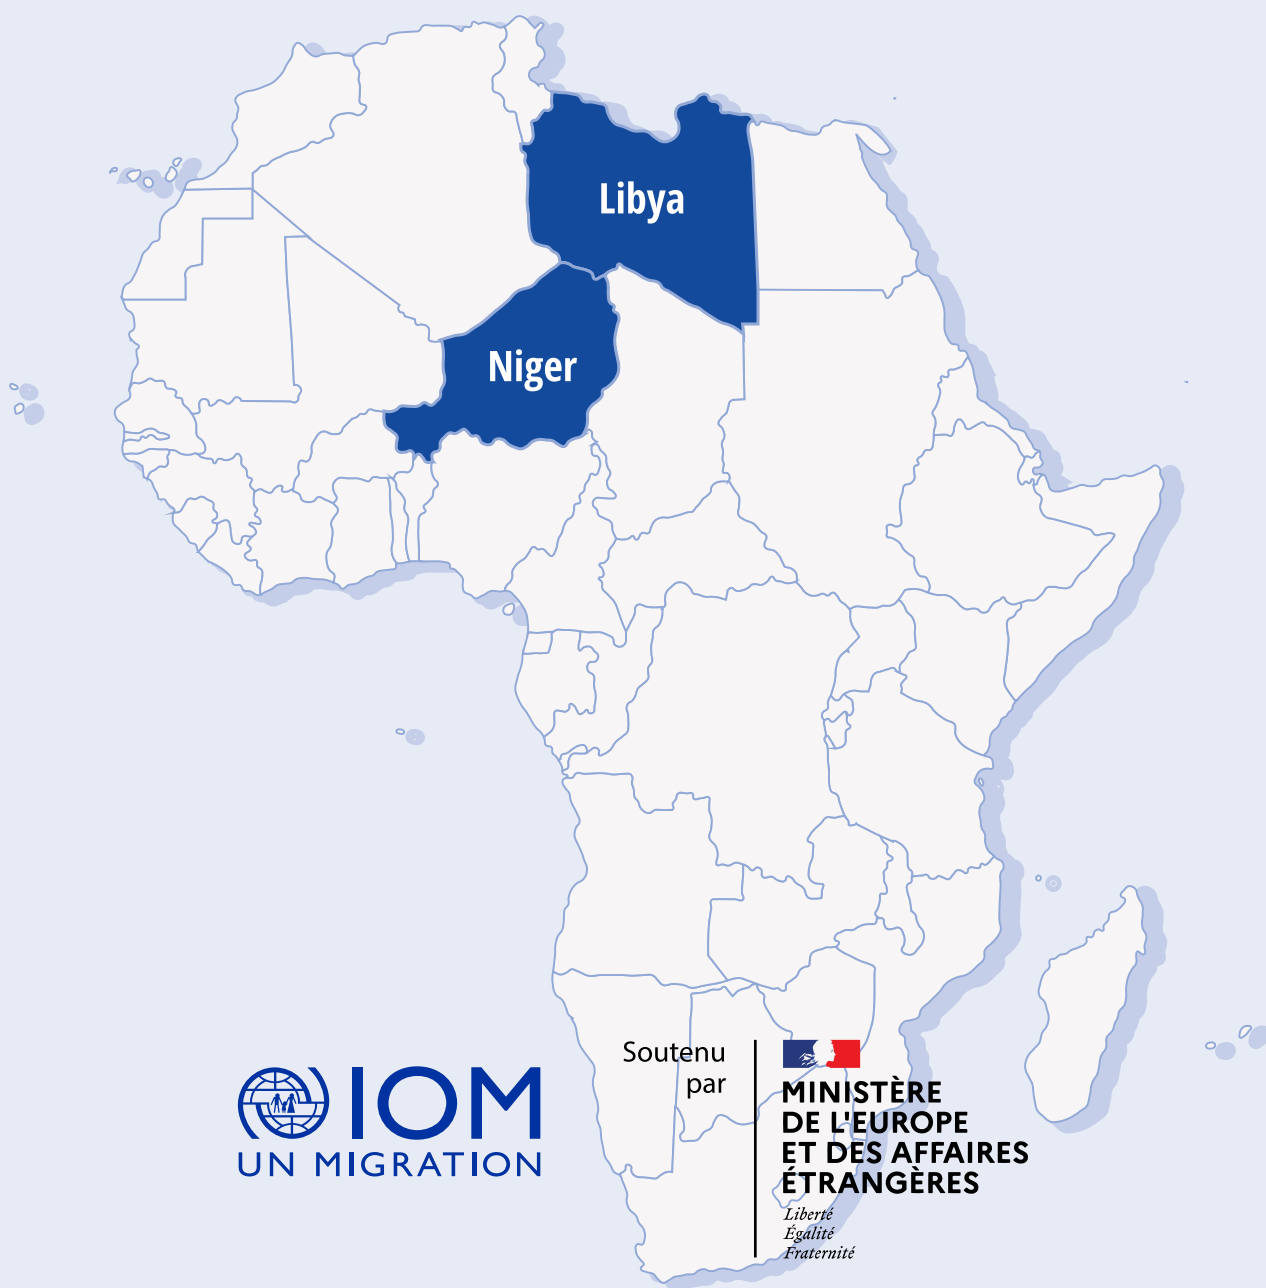 Libya
Niger
IOM
UN MIGRATION
Soutenu
par
MINISTÈRE
DE L'EUROPE
ET DES AFFAIRES
ÉTRANGÈRES
Liberté
Égalité
Fraternité